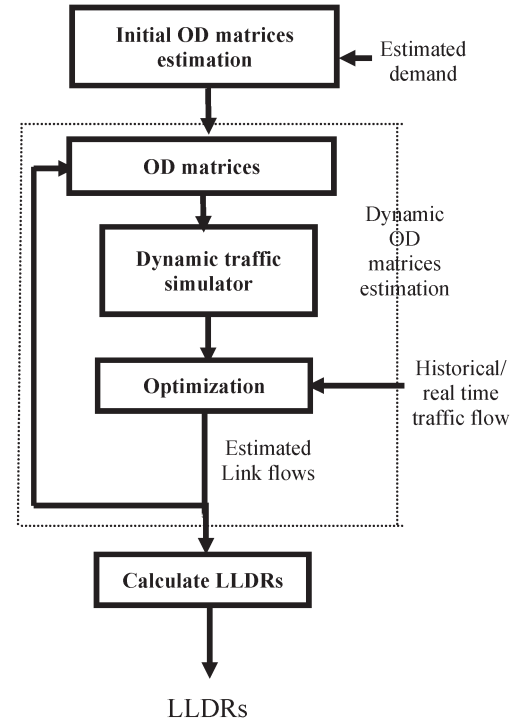 Initial OD matrices
estimation
Estimated
demand
OD matrices
Dynamic
OD
matrices
estimation
Dynamic traffic
simulator
Optimization
Historical/
real time
traffic flow
Estimated
Link flows
Calculate LLDRs
LLDRs